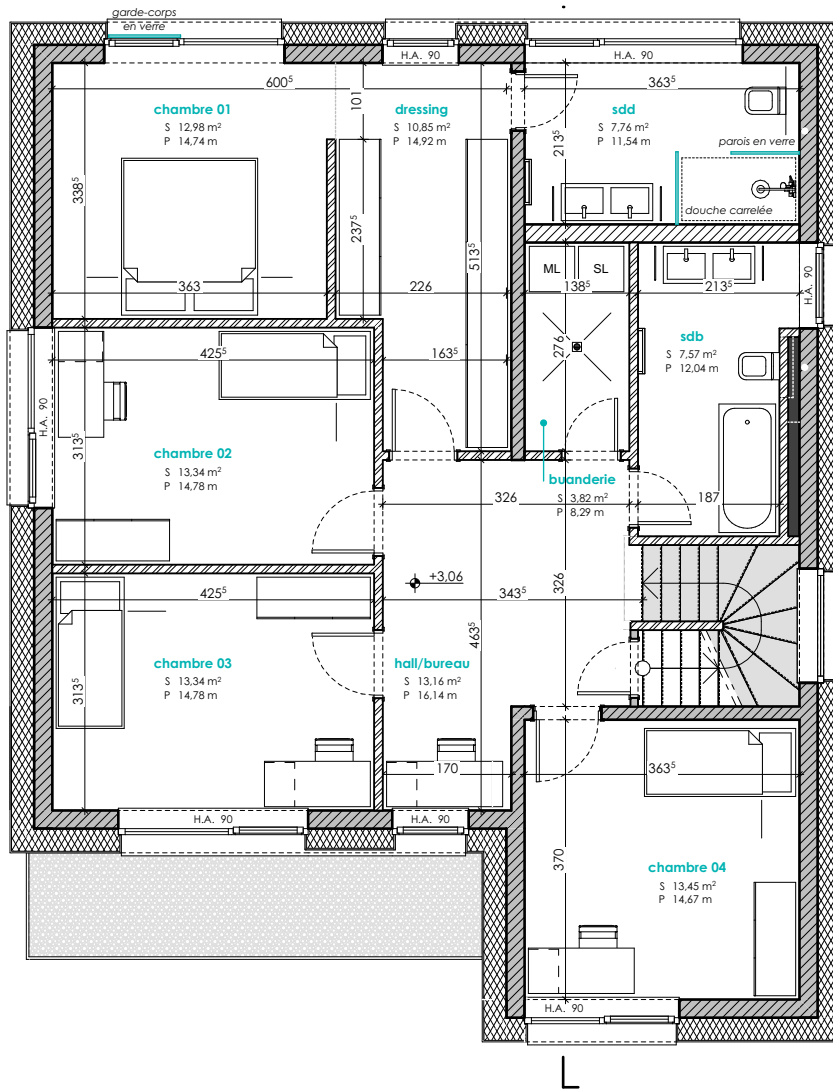 garde-corps
en verre
H.A. 90
H.A. 90
600⁵
363⁵
chambre 01
S 12,98 m²
P 14,74 m
101
dressing
S 10,85 m²
P 14,92 m
sdd
S 7,76 m²
P 11,54 m
213⁵
parois en verre
douche carrelée
338⁵
237⁵
513⁵
363
226
ML
SL
138⁵
213⁵
H.A. 90
276
sdb
S 7,57 m²
P 12,04 m
425⁵
163⁵
H.A. 90
313⁵
chambre 02
S 13,34 m²
P 14,78 m
buanderie
S 3,82 m²
P 8,29 m
326
187
+3,06
425⁵
343⁵
326
463⁵
chambre 03
S 13,34 m²
P 14,78 m
313⁵
hall/bureau
S 13,16 m²
P 16,14 m
170
363⁵
H.A. 90
H.A. 90
370
chambre 04
S 13,45 m²
P 14,67 m
H.A. 90
L